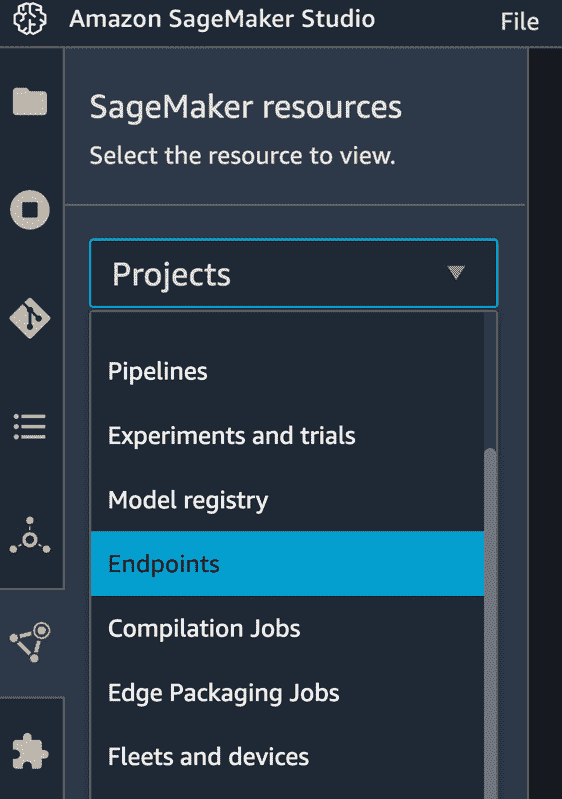 Amazon SageMaker Studio File
SageMaker resources
Select the resource to view.
Projects
Pipelines
Experiments and trials
Model registry
Endpoints
Compilation Jobs
Edge Packaging Jobs
Fleets and devices